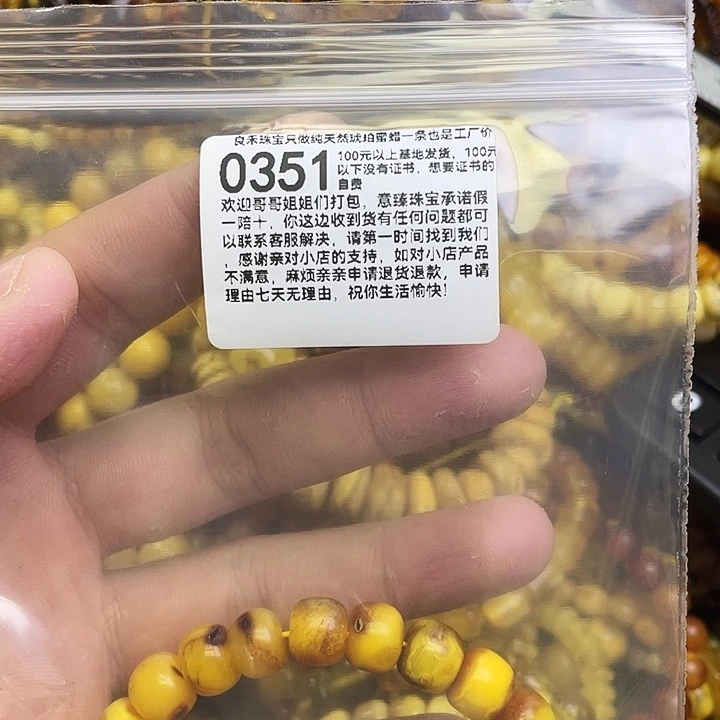 良禾珠宝只做纯天然琥珀蜜蜡一条也是工厂价
0351
100元以上基地发货，100元
以下没有证书，想要证书的
自费
欢迎哥哥姐姐们打包，意臻珠宝承诺假
一陪十，你这边收到货有任何问题都可
以联系客服解决，请第一时间找到我们
，感谢亲对小店的支持，如对小店产品
不满意，麻烦亲亲申请退货退款，申请
理由七天无理由，祝你生活愉快！